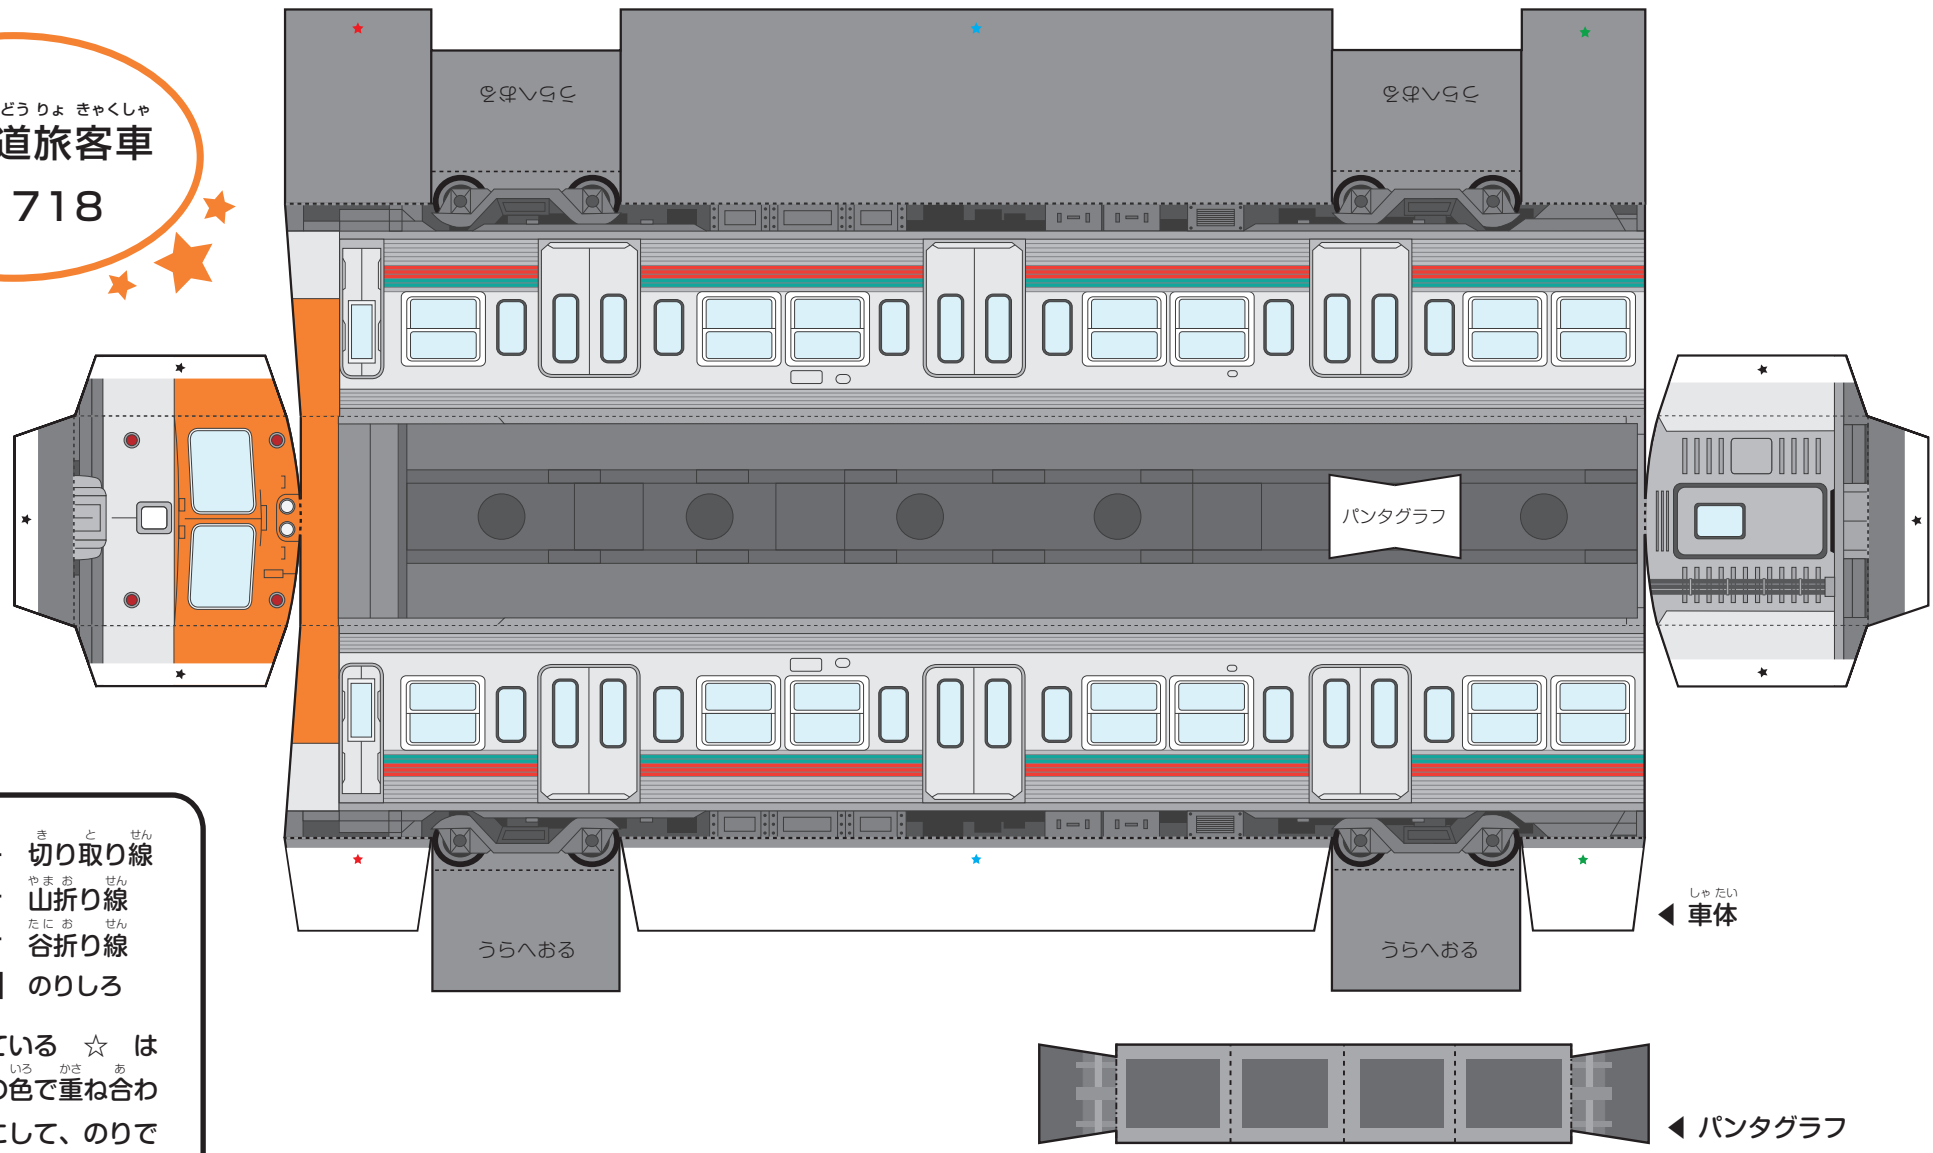 どうりょ きゃくしゃ
道旅客車
718
うらへおる
うらへおる
パンタグラフ
うらへおる
うらへおる
しゃたい
◀ 車体
◀ パンタグラフ
き と せん
切り取り線
やまお せん
山折り線
たにお せん
谷折り線
のりしろ
ている ☆ は
いろ かさ あ
の色で重ね合わ
にして、のりで